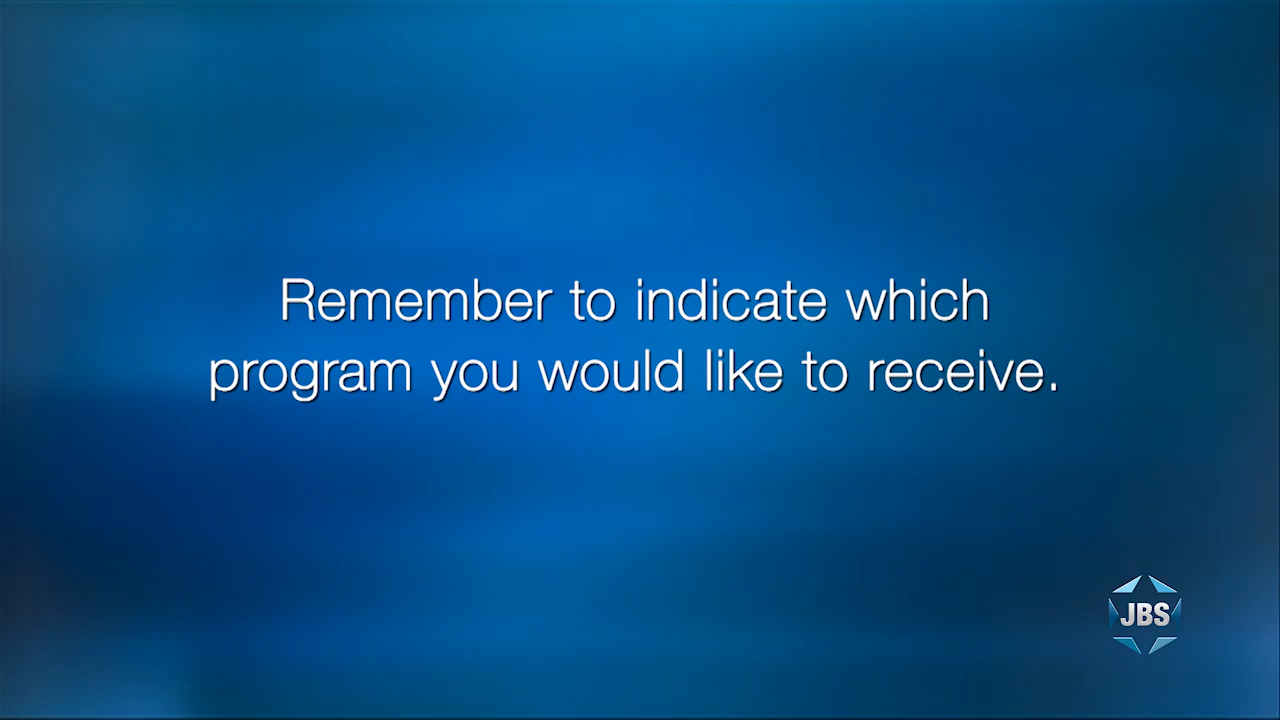 Remember to indicate which
program you would like to receive.
JBS